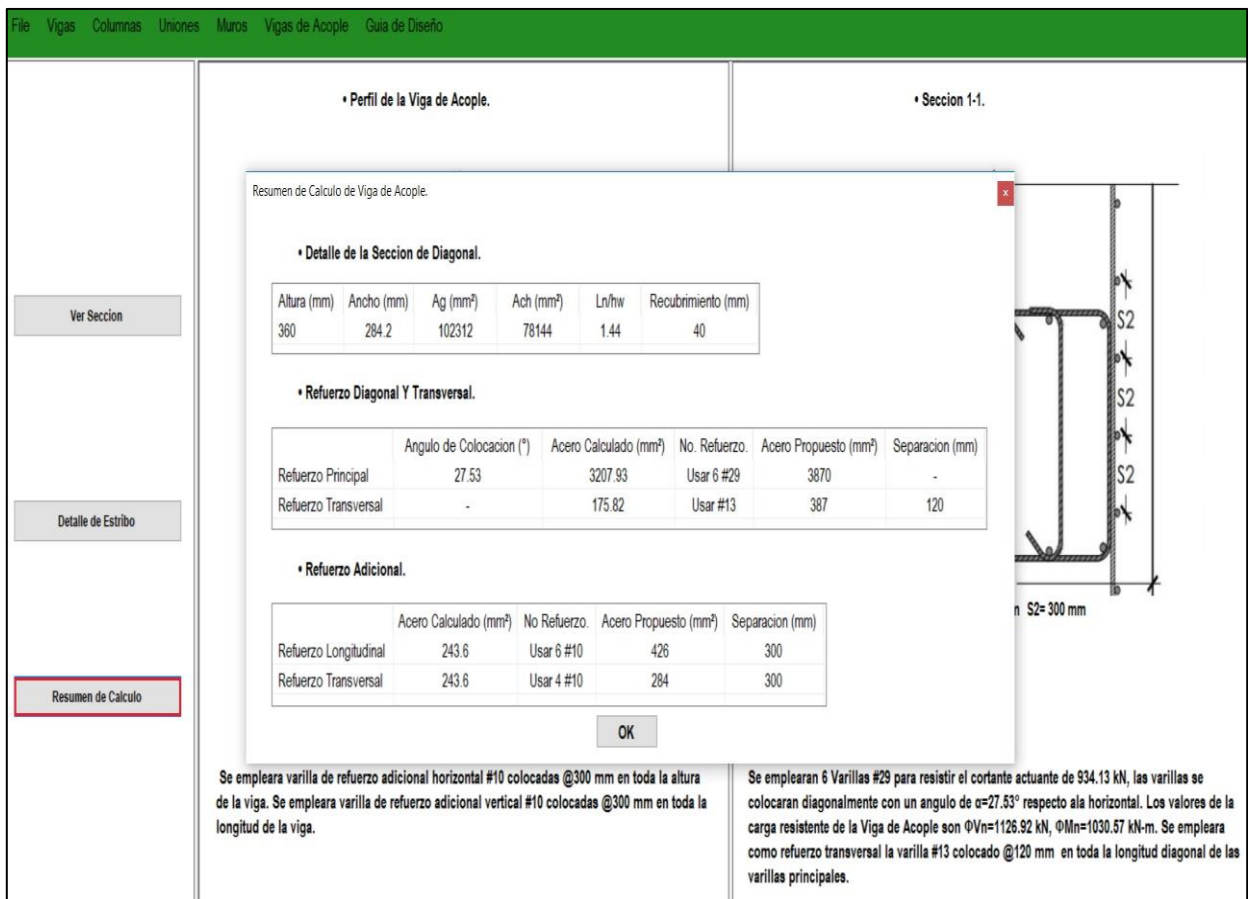 File Vigas Columnas Uniones Muros Vigas de Acople Guia de Diseño
• Perfil de la Viga de Acople.
• Seccion 1-1.
Ver Seccion
Detalle de Estribo
Resumen de Calculo
Resumen de Calculo de Viga de Acople.
x
• Detalle de la Seccion de Diagonal.
Altura (mm) Ancho (mm) Ag (mm²) Ach (mm²) Ln/hw Recubrimiento (mm)
360 284.2 102312 78144 1.44 40
• Refuerzo Diagonal Y Transversal.
Angulo de Colocacion (°) Acero Calculado (mm²) No. Refuerzo. Acero Propuesto (mm²) Separacion (mm)
Refuerzo Principal 27.53 3207.93 Usar 6 #29 3870 -
Refuerzo Transversal - 175.82 Usar #13 387 120
• Refuerzo Adicional.
Acero Calculado (mm²) No Refuerzo. Acero Propuesto (mm²) Separacion (mm)
Refuerzo Longitudinal 243.6 Usar 6 #10 426 300
Refuerzo Transversal 243.6 Usar 4 #10 284 300
OK
S2
S2
S2
S2= 300 mm
Se empleara varilla de refuerzo adicional horizontal #10 colocadas @300 mm en toda la altura
de la viga. Se empleara varilla de refuerzo adicional vertical #10 colocadas @300 mm en toda la
longitud de la viga.
Se emplearan 6 Varillas #29 para resistir el cortante actuante de 934.13 kN, las varillas se
colocaran diagonalmente con un angulo de α=27.53° respecto ala horizontal. Los valores de la
carga resistente de la Viga de Acople son ΦVn=1126.92 kN, ΦMn=1030.57 kN-m. Se empleara
como refuerzo transversal la varilla #13 colocado @120 mm en toda la longitud diagonal de las
varillas principales.